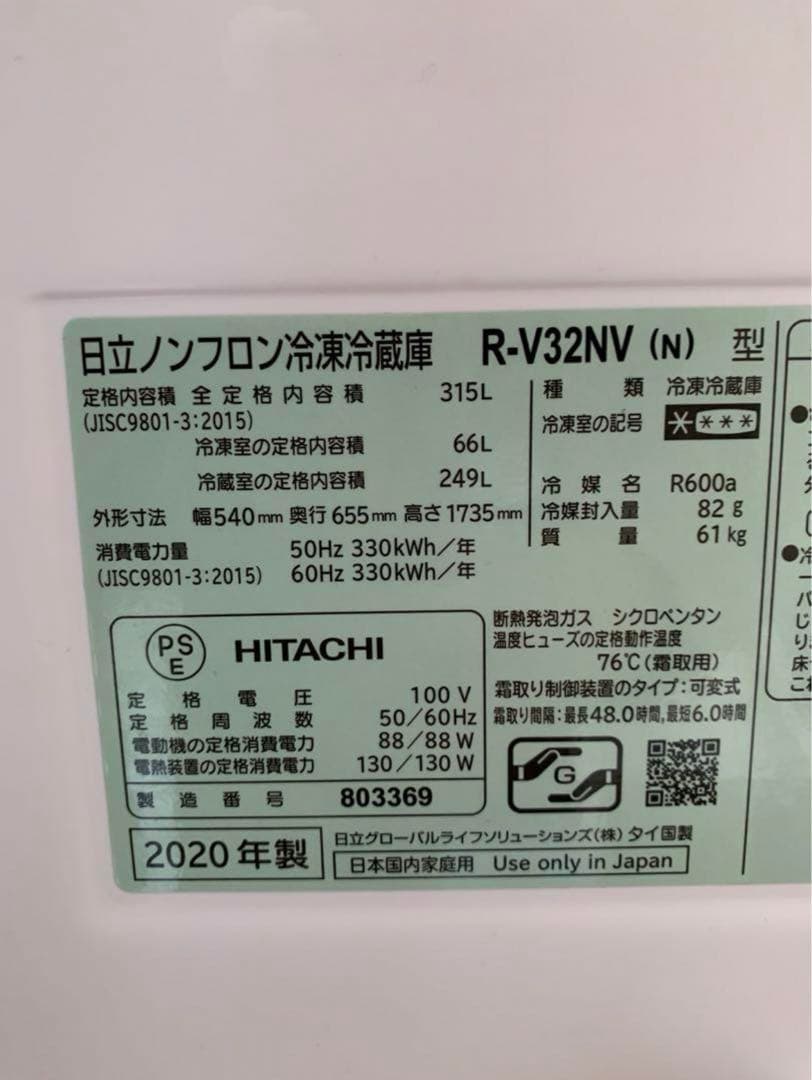 日立ノンフロン冷凍冷蔵庫 R-V32NV (N) 型
定格内容積 全定格内容積 315L
(JISC9801-3:2015)
冷凍室の定格内容積 66L
冷蔵室の定格内容積 249L
外形寸法 幅540mm 奥行655mm 高さ1735mm
消費電力量 50Hz 330kWh/年
(JISC9801-3:2015) 60Hz 330kWh/年
種類 冷凍冷蔵庫
冷凍室の記号 ****
冷媒名 R600a
冷媒封入量 82g
質量 61kg
PS
E
HITACHI
定格電圧 100V
定格周波数 50/60Hz
電動機の定格消費電力 88/88W
電熱装置の定格消費電力 130/130W
製造番号 803369
断熱発泡ガス シクロペンタン
温度ヒューズの定格動作温度
76℃(霜取用)
霜取り制御装置のタイプ:可変式
霜取り間隔:最長48.0時間,最短6.0時間
G
2020年製
日立グローバルライフソリューションズ(株) タイ国製
日本国内家庭用 Use only in Japan